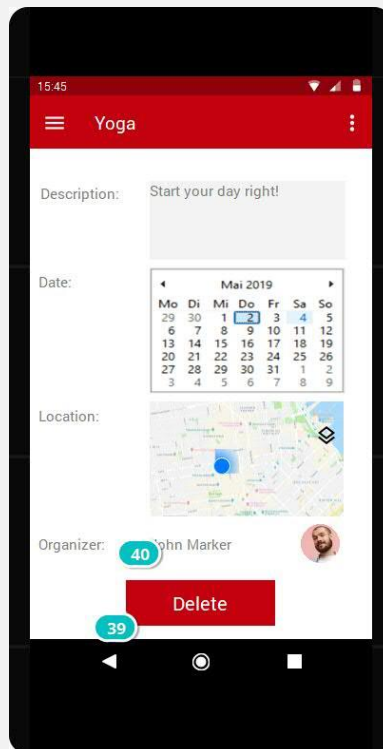 15:45
Yoga
Description:
Start your day right!
Date:
Mai 2019
Mo Di Mi Do Fr Sa So
29 30 1 2 3 4 5
6 7 8 9 10 11 12
13 14 15 16 17 18 19
20 21 22 23 24 25 26
27 28 29 30 31 1 2
3 4 5 6 7 8 9
Location:
Organizer:
40
John Marker
Delete
39